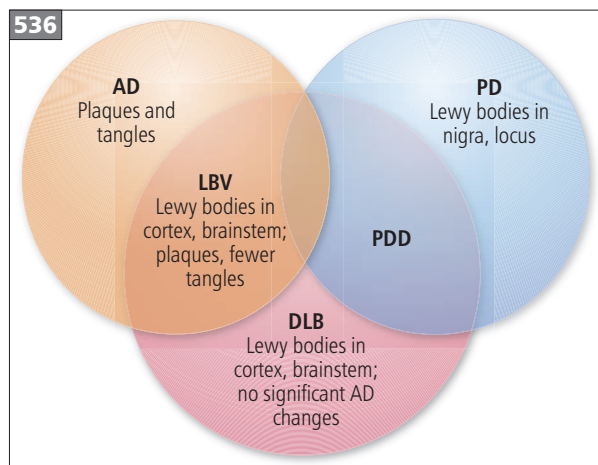 536
AD
Plaques and
tangles
PD
Lewy bodies in
nigra, locus
LBV
Lewy bodies in
cortex, brainstem;
plaques, fewer
tangles
PDD
DLB
Lewy bodies in
cortex, brainstem;
no significant AD
changes